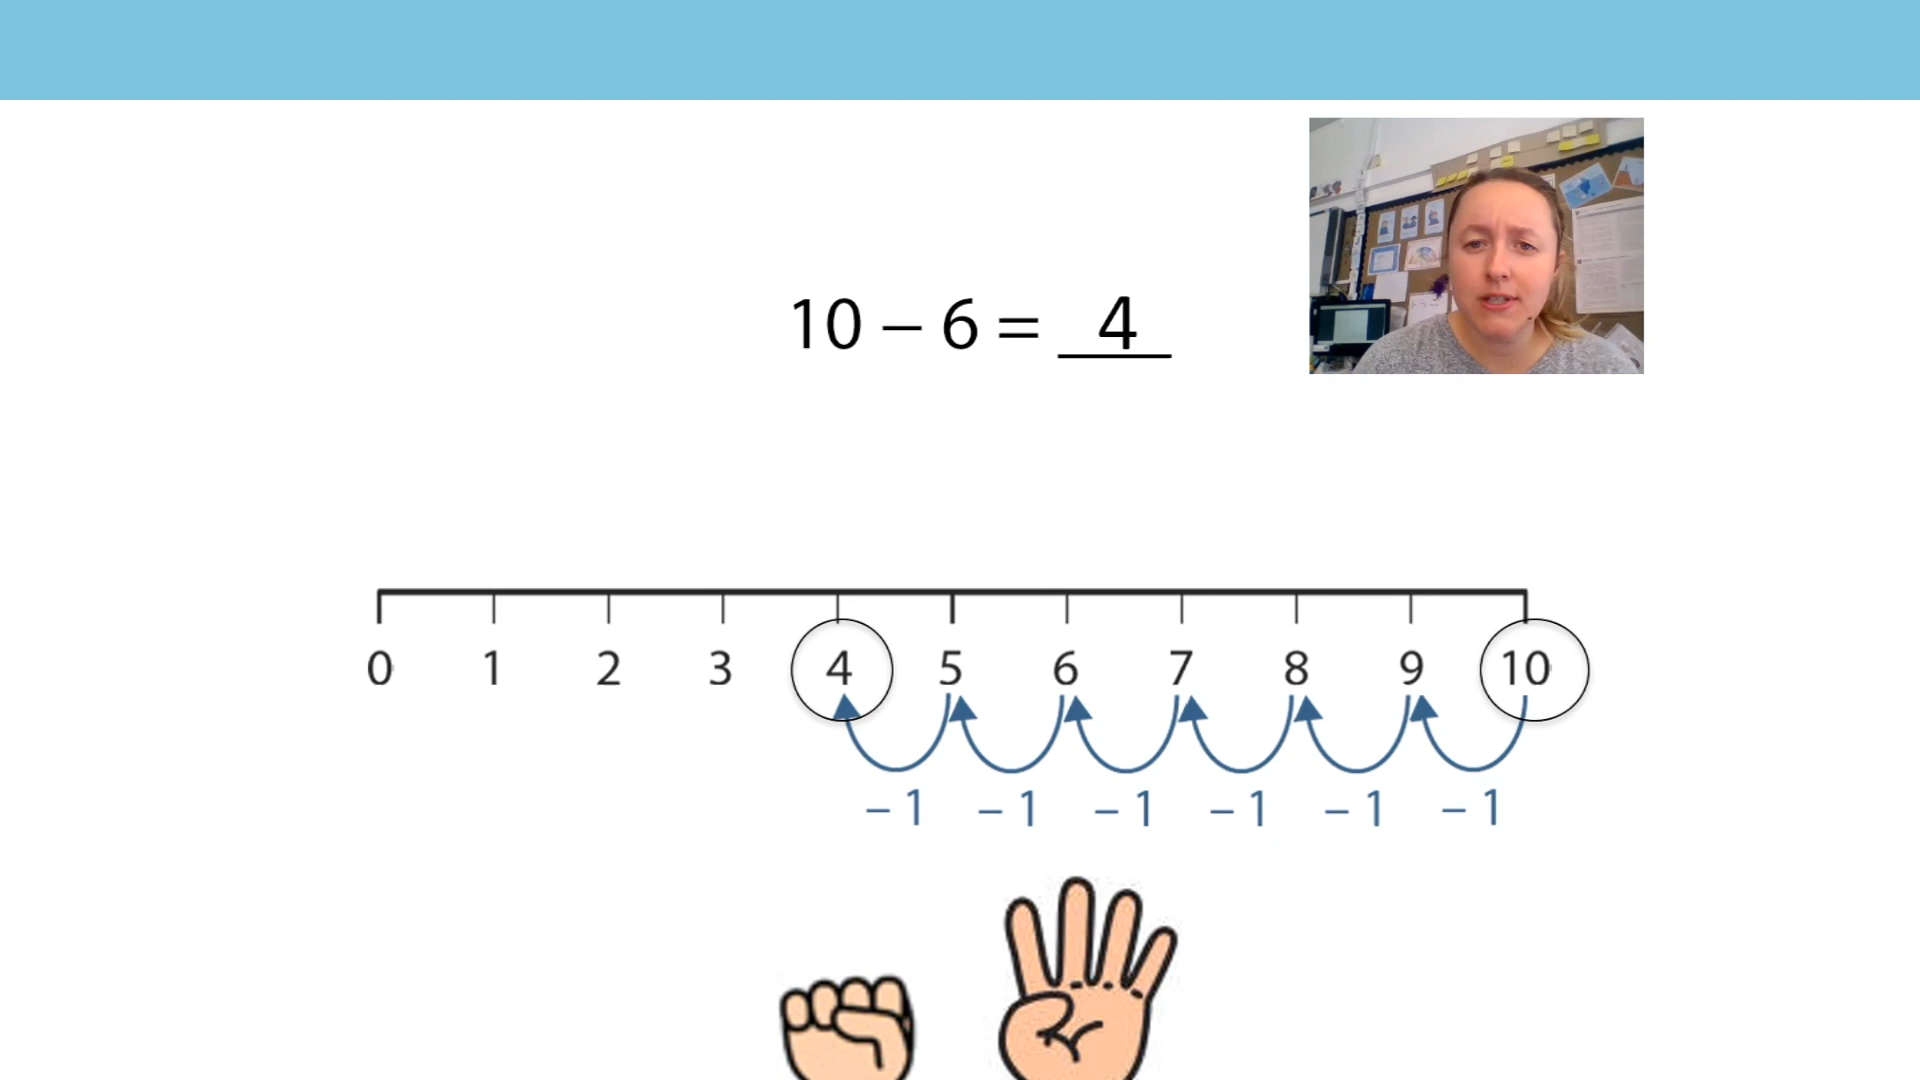 10 – 6 = 4
0 1 2 3 4 5 6 7 8 9 10
– 1 – 1 – 1 – 1 – 1 – 1